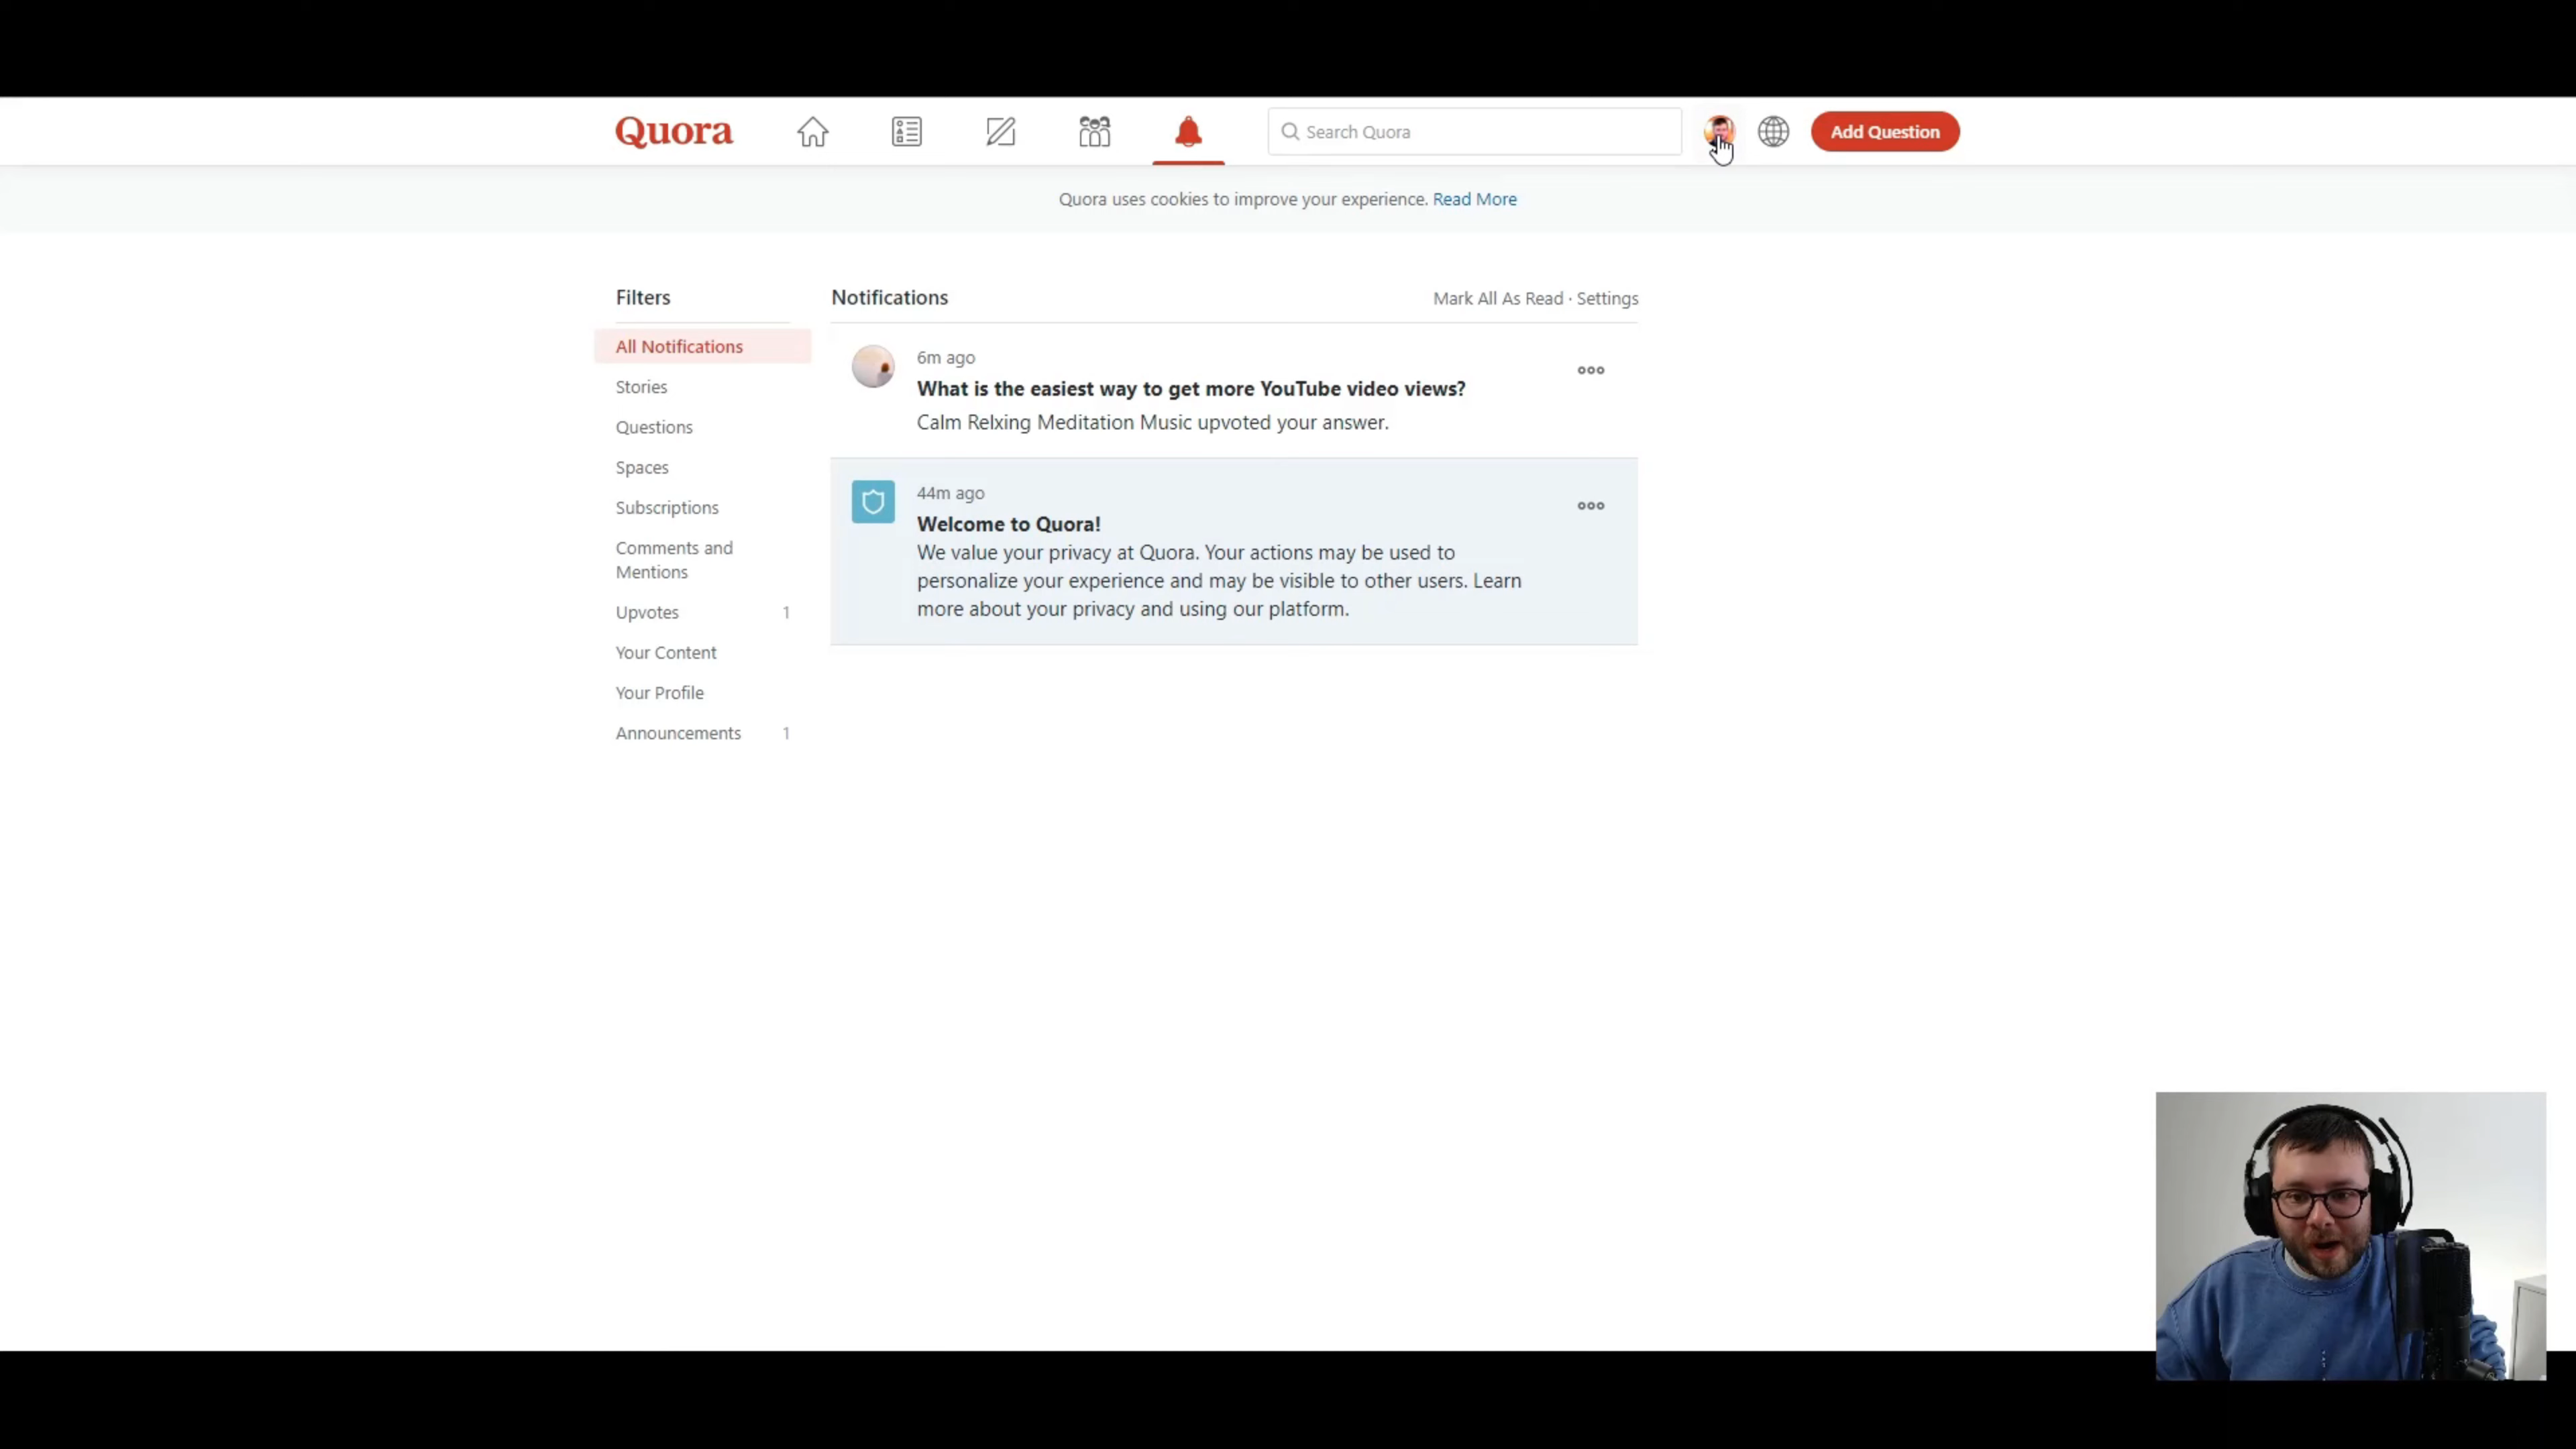 Quora
Search Quora
Add Question
Quora uses cookies to improve your experience. Read More
Filters
All Notifications
Stories
Questions
Spaces
Subscriptions
Comments and
Mentions
Upvotes 1
Your Content
Your Profile
Announcements 1
Notifications
Mark All As Read · Settings
6m ago
What is the easiest way to get more YouTube video views?
Calm Relxing Meditation Music upvoted your answer.
44m ago
Welcome to Quora!
We value your privacy at Quora. Your actions may be used to
personalize your experience and may be visible to other users. Learn
more about your privacy and using our platform.